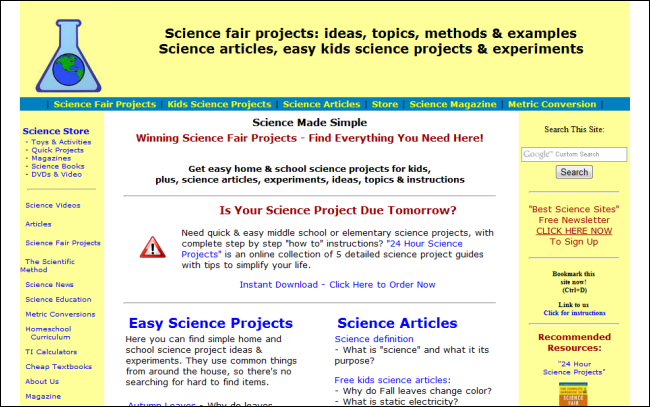 Science fair projects: ideas, topics, methods & examples
Science articles, easy kids science projects & experiments
| Science Fair Projects | Kids Science Projects | Science Articles | Store | Science Magazine | Metric Conversion |
Science Store
- Toys & Activities
- Quick Projects
- Magazines
- Science Books
- DVDs & Video
Science Videos
Articles
Science Fair Projects
The Scientific
Method
Science News
Science Education
Metric Conversions
Homeschool
Curriculum
TI Calculators
Cheap Textbooks
About Us
Magazine
Science Made Simple
Winning Science Fair Projects - Find Everything You Need Here!
Get easy home & school science projects for kids,
plus, science articles, experiments, ideas, topics & instructions
Is Your Science Project Due Tomorrow?
Need quick & easy middle school or elementary science projects, with
complete step by step "how to" instructions? "24 Hour Science
Projects" is an online collection of 5 detailed science project guides
with tips to simplify your life.
Instant Download - Click Here to Order Now
Easy Science Projects
Here you can find simple home and
school science project ideas &
experiments. They use common things
from around the house, so there's no
searching for hard to find items.
Autumn Leaves - Why do leaves
Science Articles
Science definition
- What is "science" and what it its
purpose?
Free kids science articles:
- Why do Fall leaves change color?
- What is static electricity?
Search This Site:
Google™ Custom Search
Search
"Best Science Sites"
Free Newsletter
CLICK HERE NOW
To Sign Up
Bookmark this
site now!
(Ctrl+D)
Link to us
Click for instructions
Recommended
Resources:
"24 Hour
Science Projects"
SCIENCE
FAIR